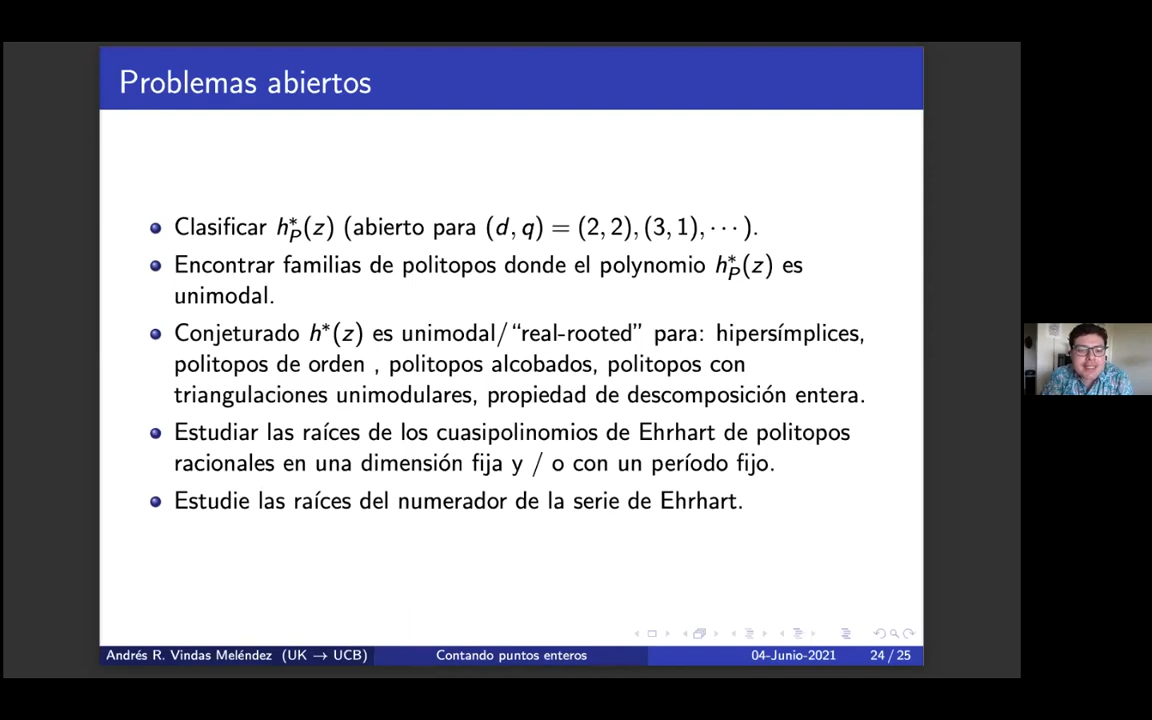 Problemas abiertos
Clasificar h*_P(z) (abierto para (d, q) = (2, 2), (3, 1), ⋯ ).
Encontrar familias de politopos donde el polynomio h*_P(z) es
unimodal.
Conjeturado h*(z) es unimodal/ “real-rooted” para: hipersímplices,
politopos de orden , politopos alcobados, politopos con
triangulaciones unimodulares, propiedad de descomposición entera.
Estudiar las raíces de los cuasipolinomios de Ehrhart de politopos
racionales en una dimensión fija y / o con un período fijo.
Estudie las raíces del numerador de la serie de Ehrhart.
Andrés R. Vindas Meléndez (UK → UCB) Contando puntos enteros 04-Junio-2021 24 / 25